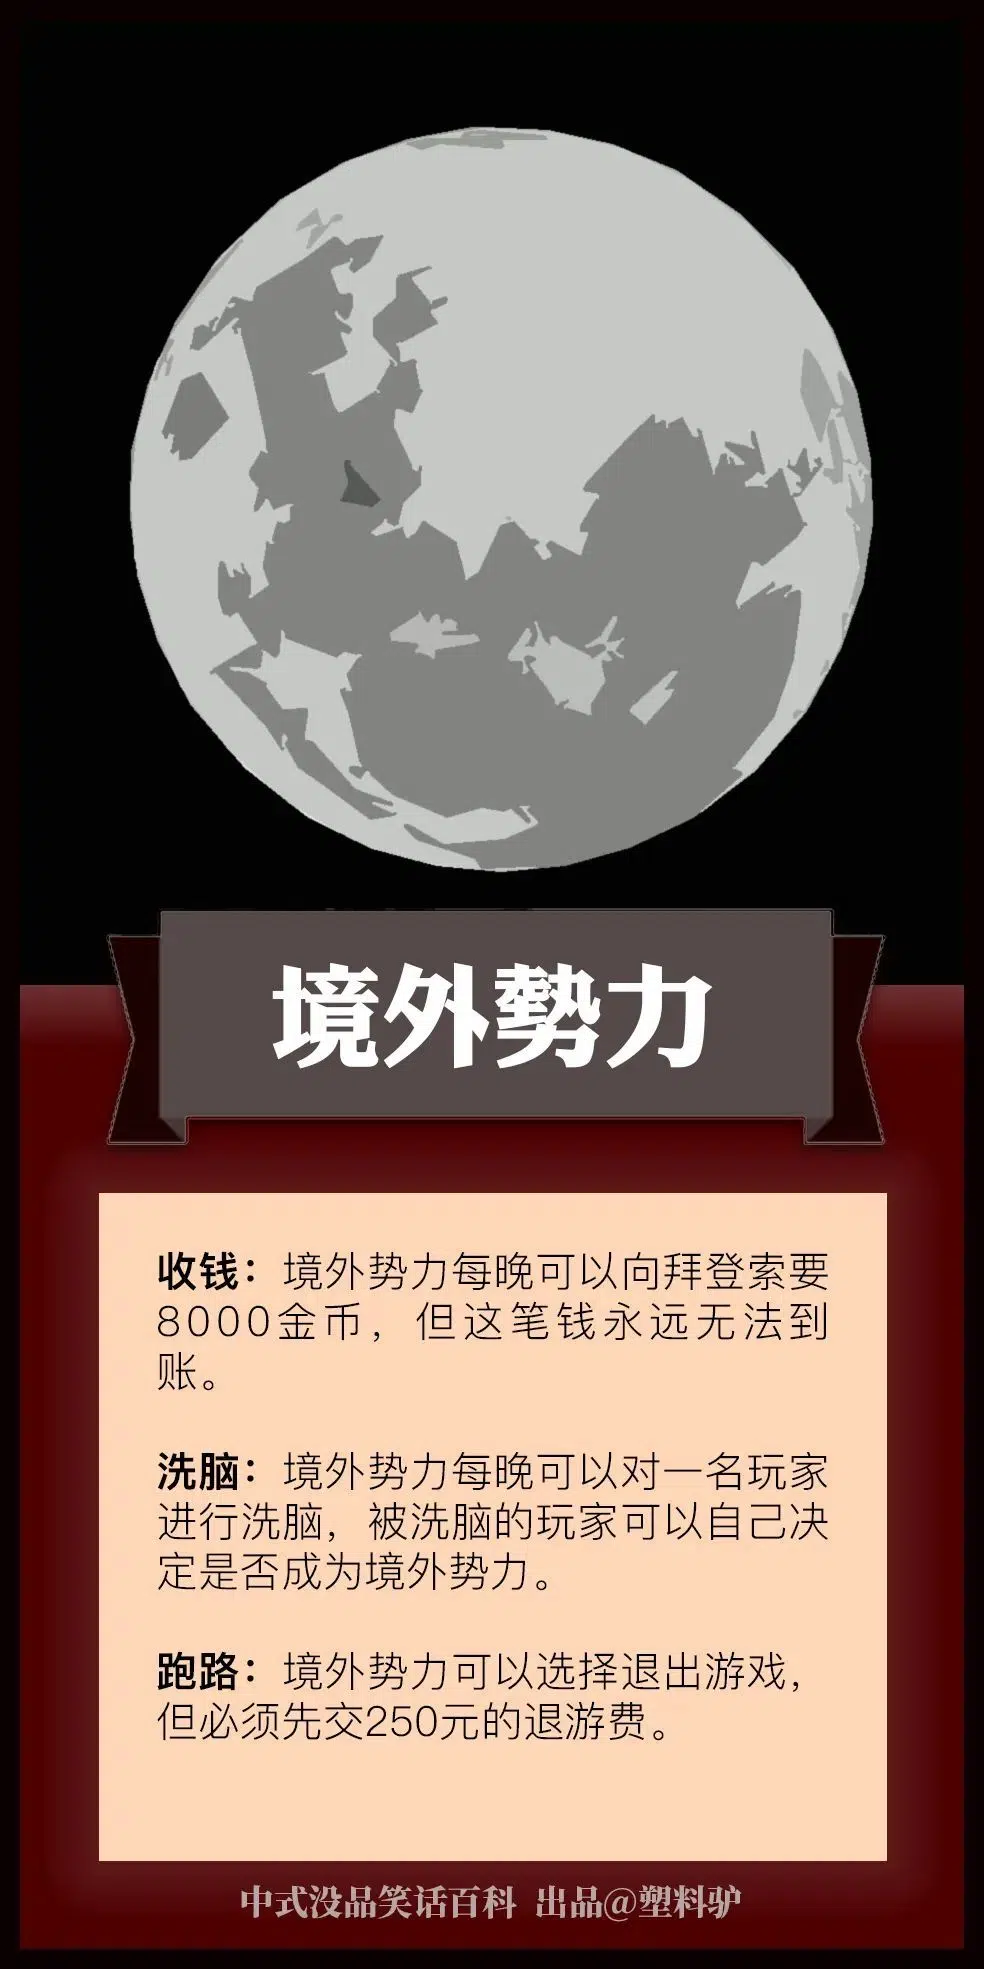 境外勢力
收钱：境外势力每晚可以向拜登索要
8000金币，但这笔钱永远无法到
账。
洗脑：境外势力每晚可以对一名玩家
进行洗脑，被洗脑的玩家可以自己决
定是否成为境外势力。
跑路：境外势力可以选择退出游戏，
但必须先交250元的退游费。
中式没品笑话百科 出品@塑料驴